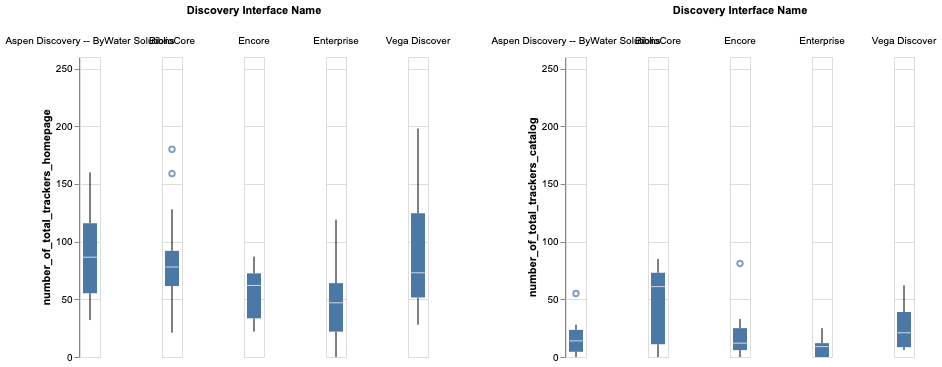 Discovery Interface Name
Aspen Discovery -- ByWater Solutions
BiblioCore
Encore
Enterprise
Vega Discover
number_of_total_trackers_homepage
250
200
150
100
50
0
Discovery Interface Name
Aspen Discovery -- ByWater Solutions
BiblioCore
Encore
Enterprise
Vega Discover
number_of_total_trackers_catalog
250
200
150
100
50
0